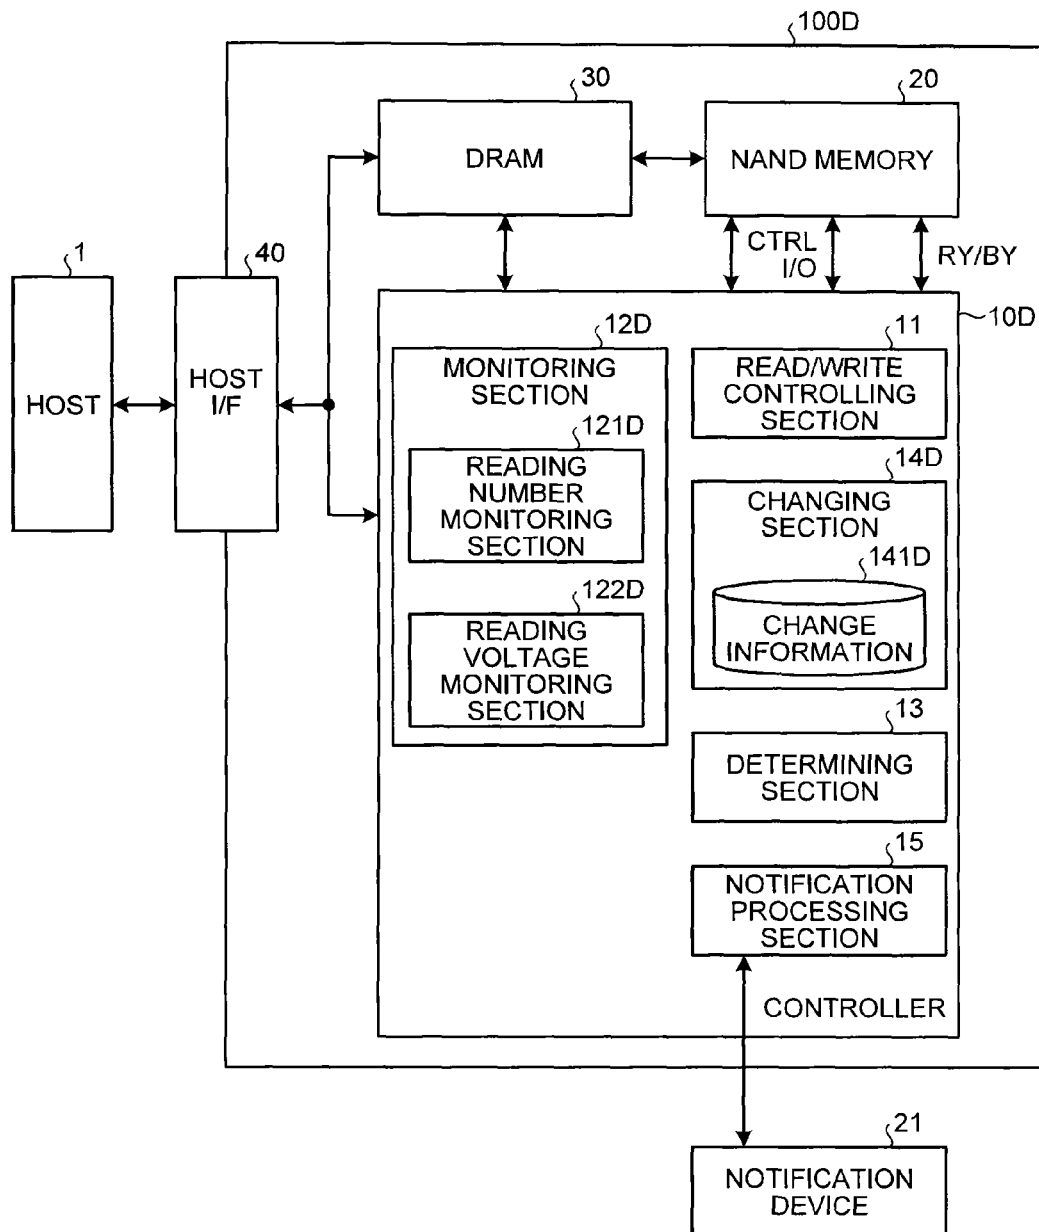 100D
30
DRAM
20
NAND MEMORY
CTRL
I/O
RY/BY
1
HOST
40
HOST
I/F
10D
12D
MONITORING
SECTION
121D
READING
NUMBER
MONITORING
SECTION
122D
READING
VOLTAGE
MONITORING
SECTION
11
READ/WRITE
CONTROLLING
SECTION
14D
CHANGING
SECTION
141D
CHANGE
INFORMATION
13
DETERMINING
SECTION
15
NOTIFICATION
PROCESSING
SECTION
CONTROLLER
21
NOTIFICATION
DEVICE